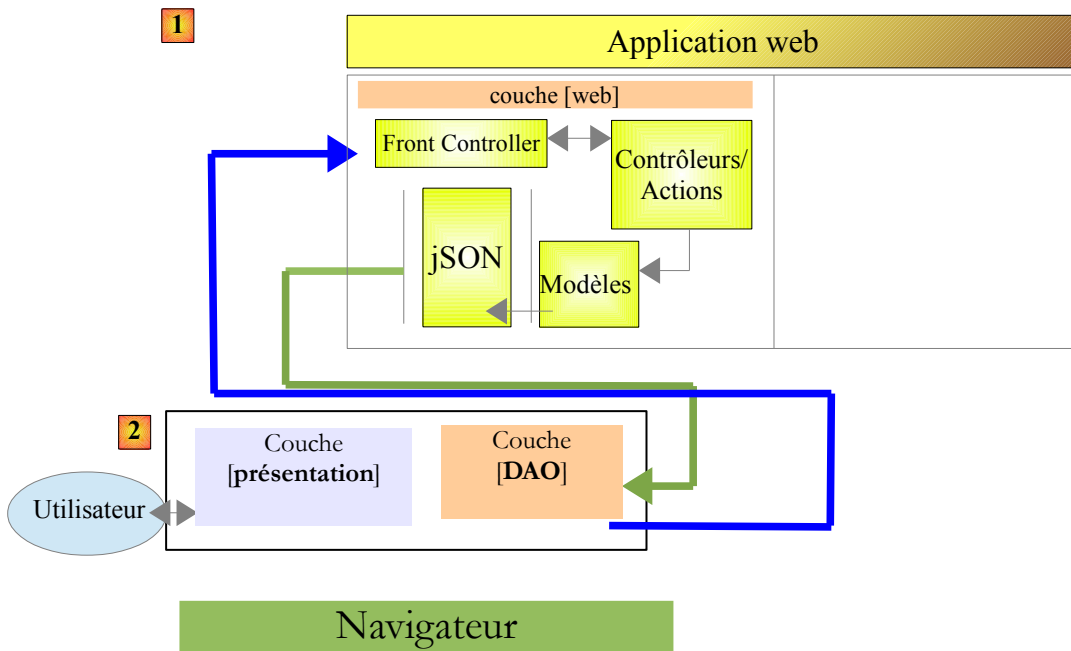 1
Application web
couche [web]
Front Controller
Contrôleurs/
Actions
jSON
Modèles
2
Couche
[présentation]
Couche
[DAO]
Utilisateur
Navigateur